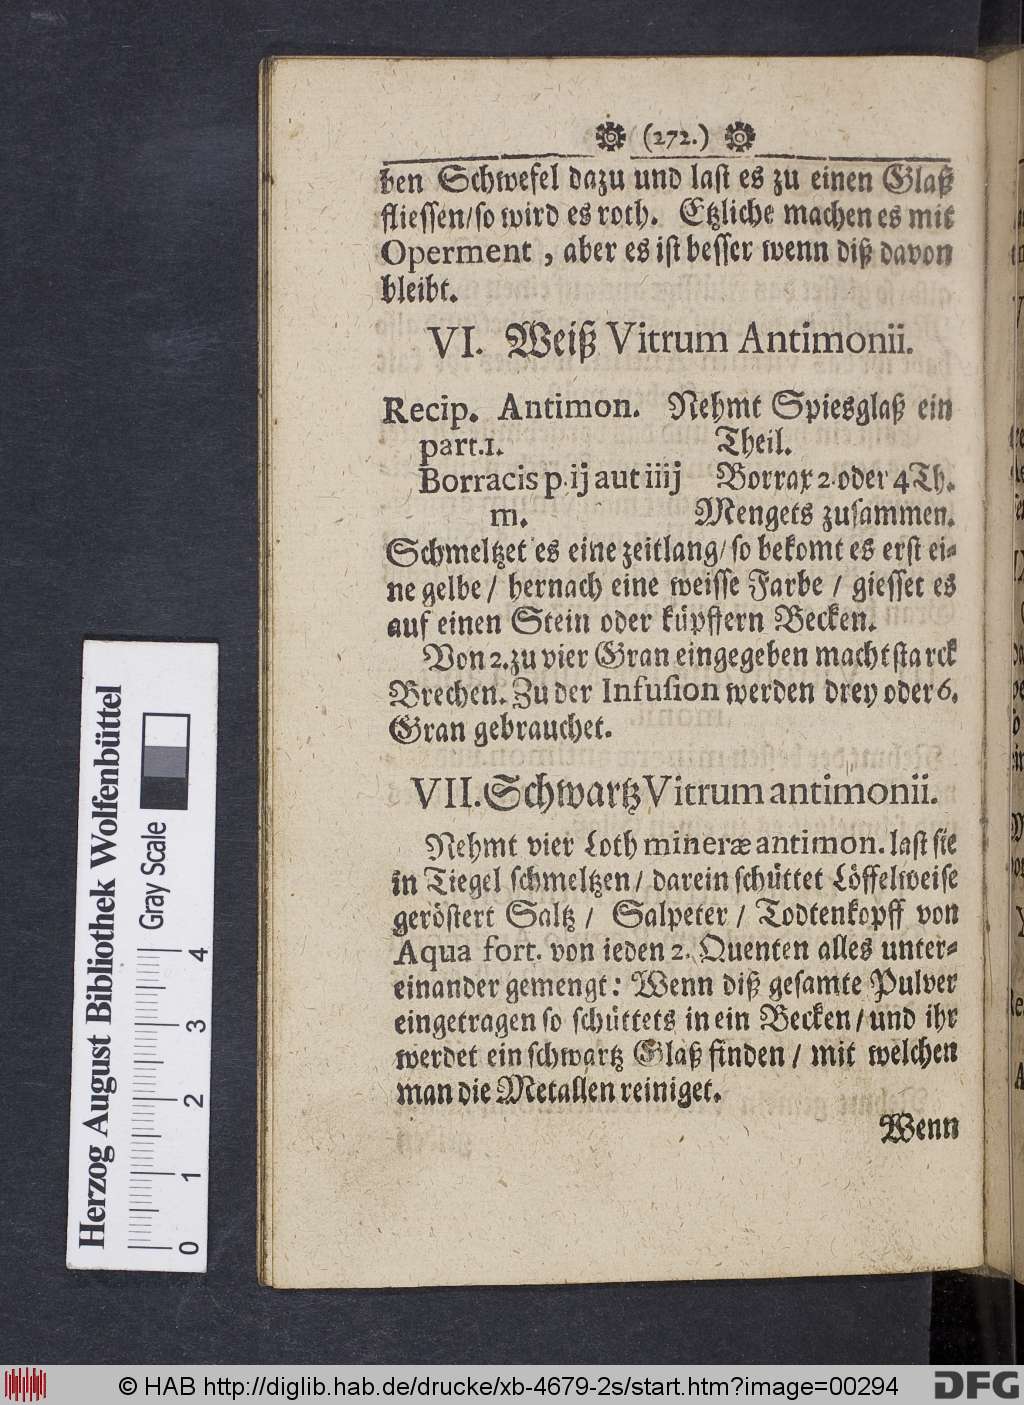 (272.)
ben Schwefel dazu und last es zu einen Glaß
fliessen/so wird es roth. Etzliche machen es mit
Operment, aber es ist besser wenn diß davon
bleibt.
VI. Weiß Vitrum Antimonii.
Recip. Antimon. Nehmt Spiesglaß ein
part.1. Theil.
Borracis p.ij aut iiij Borrax 2.oder 4 Th.
m. Mengets zusammen.
Schmeltzet es eine zeitlang/ so bekomt es erst ei-
ne gelbe / hernach eine weisse Farbe / giesset es
auf einen Stein oder küpffern Becken.
Von 2.zu vier Gran eingegeben macht starck
Brechen. Zu der Infusion werden drey oder 6.
Gran gebrauchet.
VII. Schwartz Vitrum antimonii.
Nehmt vier Loth mineræ antimon. last sie
in Tiegel schmeltzen/ darein schüttet Löffelweise
geröstert Saltz / Salpeter / Todtenkopff von
Aqua fort. von ieden 2. Quenten alles unter-
einander gemengt: Wenn diß gesamte Pulver
eingetragen so schüttets in ein Becken/und ihr
werdet ein schwartz Glaß finden / mit welchen
man die Metallen reiniget.
Wenn
Herzog August Bibliothek Wolfenbüttel
Gray Scale
0 1 2 3 4
© HAB http://diglib.hab.de/drucke/xb-4679-2s/start.htm?image=00294
DFG